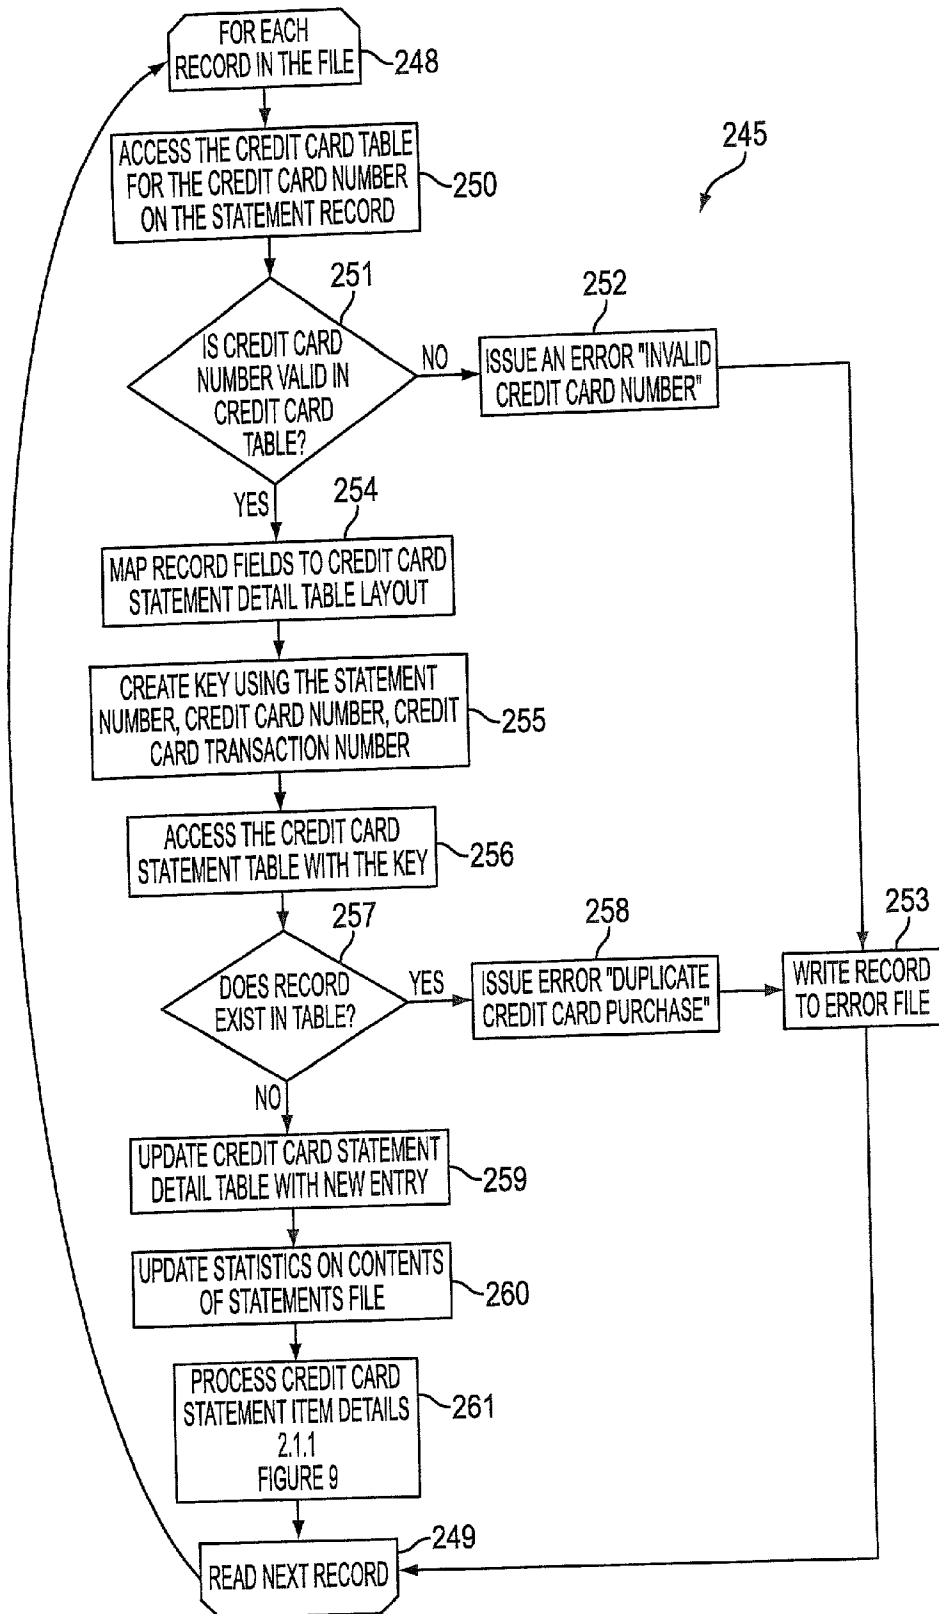 FOR EACH
RECORD IN THE FILE
248
245
ACCESS THE CREDIT CARD TABLE
FOR THE CREDIT CARD NUMBER
ON THE STATEMENT RECORD
250
251
IS CREDIT CARD
NUMBER VALID IN
CREDIT CARD
TABLE?
NO
252
ISSUE AN ERROR "INVALID
CREDIT CARD NUMBER"
YES
254
MAP RECORD FIELDS TO CREDIT CARD
STATEMENT DETAIL TABLE LAYOUT
CREATE KEY USING THE STATEMENT
NUMBER, CREDIT CARD NUMBER, CREDIT
CARD TRANSACTION NUMBER
255
ACCESS THE CREDIT CARD
STATEMENT TABLE WITH THE KEY
256
257
DOES RECORD
EXIST IN TABLE?
YES
258
ISSUE ERROR "DUPLICATE
CREDIT CARD PURCHASE"
253
WRITE RECORD
TO ERROR FILE
NO
UPDATE CREDIT CARD STATEMENT
DETAIL TABLE WITH NEW ENTRY
259
UPDATE STATISTICS ON CONTENTS
OF STATEMENTS FILE
260
PROCESS CREDIT CARD
STATEMENT ITEM DETAILS
2.1.1
FIGURE 9
261
249
READ NEXT RECORD